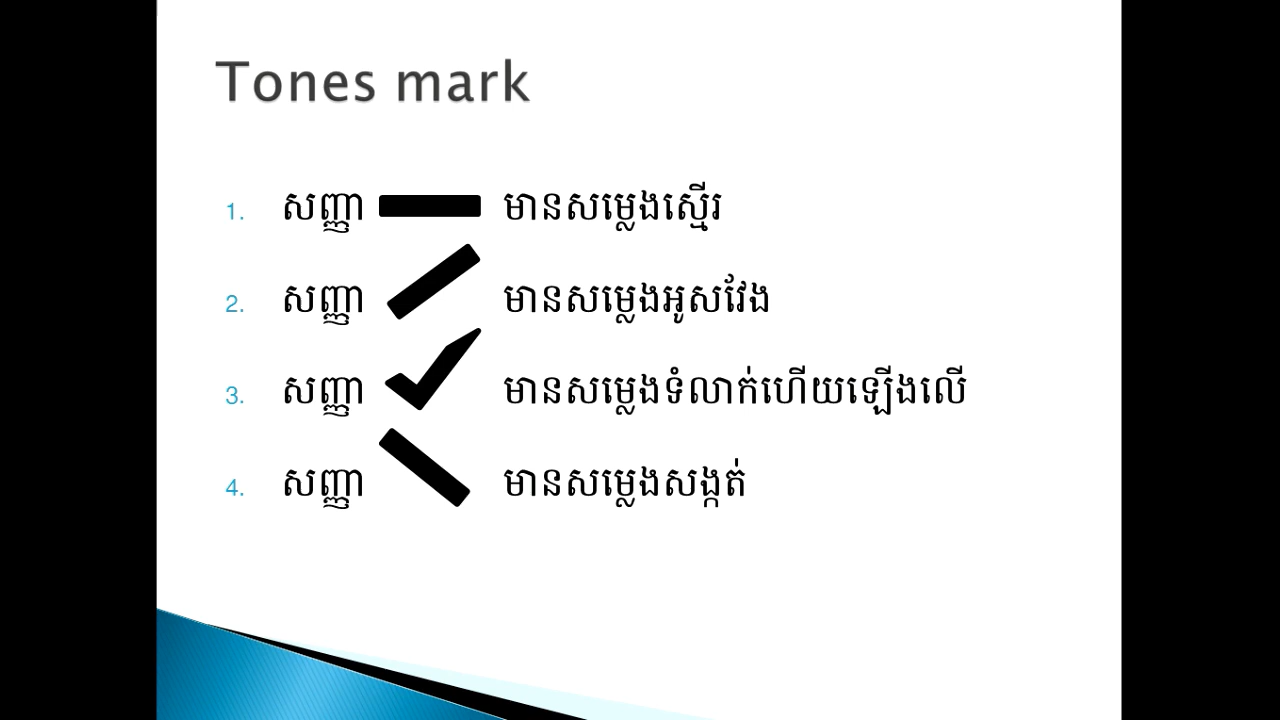 Tones mark
1. សញ្ញា មានសម្លេងស្មើរ
2. សញ្ញា មានសម្លេងអូសវែង
3. សញ្ញា មានសម្លេងទំលាក់ហើយឡើងលើ
4. សញ្ញា មានសម្លេងសង្កត់